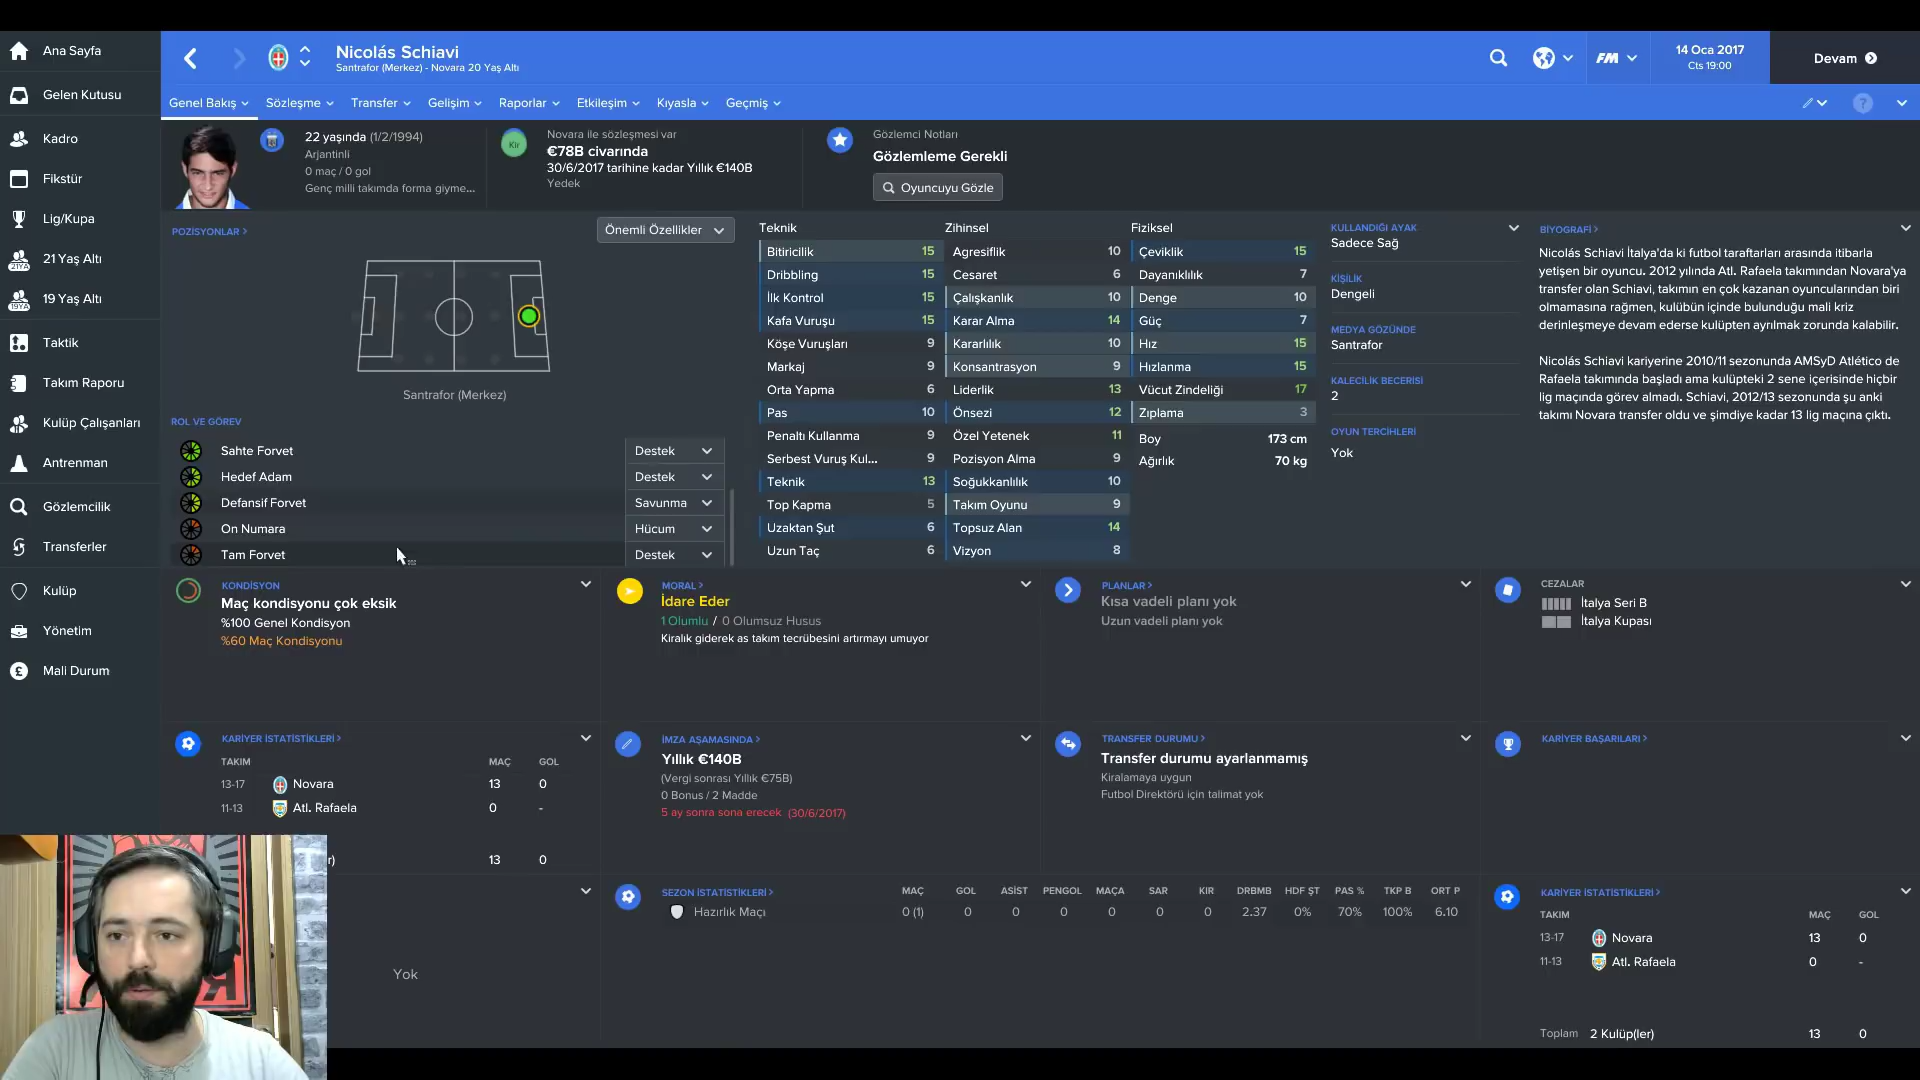 Ana Sayfa
Gelen Kutusu
Kadro
Fikstür
Lig/Kupa
21YA
21 Yaş Altı
19YA
19 Yaş Altı
Taktik
Takım Raporu
Kulüp Çalışanları
Antrenman
Gözlemcilik
Transferler
Kulüp
Yönetim
Mali Durum
Nicolás Schiavi
Santrafor (Merkez) - Novara 20 Yaş Altı
FM
14 Oca 2017
Cts 19:00
Devam
Genel Bakış
Sözleşme
Transfer
Gelişim
Raporlar
Etkileşim
Kıyasla
Geçmiş
22 yaşında (1/2/1994)
Arjantinli
0 maç / 0 gol
Genç milli takımda forma giyme...
Kir
Novara ile sözleşmesi var
€78B civarında
30/6/2017 tarihine kadar Yıllık €140B
Yedek
Gözlemci Notları
Gözlemleme Gerekli
Oyuncuyu Gözle
POZİSYONLAR >
Önemli Özellikler
Santrafor (Merkez)
ROL VE GÖREV
Sahte Forvet Destek
Hedef Adam Destek
Defansif Forvet Savunma
On Numara Hücum
Tam Forvet Destek
Teknik
Bitiricilik 15
Dribbling 15
İlk Kontrol 15
Kafa Vuruşu 15
Köşe Vuruşları 9
Markaj 9
Orta Yapma 6
Pas 10
Penaltı Kullanma 9
Serbest Vuruş Kul... 9
Teknik 13
Top Kapma 5
Uzaktan Şut 6
Uzun Taç 6
Zihinsel
Agresiflik 10
Cesaret 6
Çalışkanlık 10
Karar Alma 14
Kararlılık 10
Konsantrasyon 9
Liderlik 13
Önsezi 12
Özel Yetenek 11
Pozisyon Alma 9
Soğukkanlılık 10
Takım Oyunu 9
Topsuz Alan 14
Vizyon 8
Fiziksel
Çeviklik 15
Dayanıklılık 7
Denge 10
Güç 7
Hız 15
Hızlanma 15
Vücut Zindeliği 17
Zıplama 3
Boy 173 cm
Ağırlık 70 kg
KULLANDIĞI AYAK
Sadece Sağ
KİŞİLİK
Dengeli
MEDYA GÖZÜNDE
Santrafor
KALECİLİK BECERİSİ
2
OYUN TERCİHLERİ
Yok
BİYOGRAFİ >
Nicolás Schiavi İtalya'da ki futbol taraftarları arasında itibarla
yetişen bir oyuncu. 2012 yılında Atl. Rafaela takımından Novara'ya
transfer olan Schiavi, takımın en çok kazanan oyuncularından biri
olmamasına rağmen, kulübün içinde bulunduğu mali kriz
derinleşmeye devam ederse kulüpten ayrılmak zorunda kalabilir.
Nicolás Schiavi kariyerine 2010/11 sezonunda AMSyD Atlético de
Rafaela takımında başladı ama kulüpteki 2 sene içerisinde hiçbir
lig maçında görev almadı. Schiavi, 2012/13 sezonunda şu anki
takımı Novara transfer oldu ve şimdiye kadar 13 lig maçına çıktı.
KONDİSYON
Maç kondisyonu çok eksik
%100 Genel Kondisyon
%60 Maç Kondisyonu
MORAL >
İdare Eder
1 Olumlu / 0 Olumsuz Husus
Kiralık giderek as takım tecrübesini artırmayı umuyor
PLANLAR >
Kısa vadeli planı yok
Uzun vadeli planı yok
CEZALAR
İtalya Seri B
İtalya Kupası
KARİYER İSTATİSTİKLERİ >
TAKIM MAÇ GOL
13-17 Novara 13 0
11-13 Atl. Rafaela 0 -
r) 13 0
İMZA AŞAMASINDA >
Yıllık €140B
(Vergi sonrası Yıllık €75B)
0 Bonus / 2 Madde
5 ay sonra sona erecek (30/6/2017)
TRANSFER DURUMU >
Transfer durumu ayarlanmamış
Kiralamaya uygun
Futbol Direktörü için talimat yok
KARİYER BAŞARILARI >
Yok
SEZON İSTATİSTİKLERİ > MAÇ GOL ASİST PENGOL MAÇA SAR KIR DRBMB HDF ŞT PAS % TKP B ORT P
Hazırlık Maçı 0 (1) 0 0 0 0 0 0 2.37 0% 70% 100% 6.10
KARİYER İSTATİSTİKLERİ >
TAKIM MAÇ GOL
13-17 Novara 13 0
11-13 Atl. Rafaela 0 -
Toplam 2 Kulüp(ler) 13 0